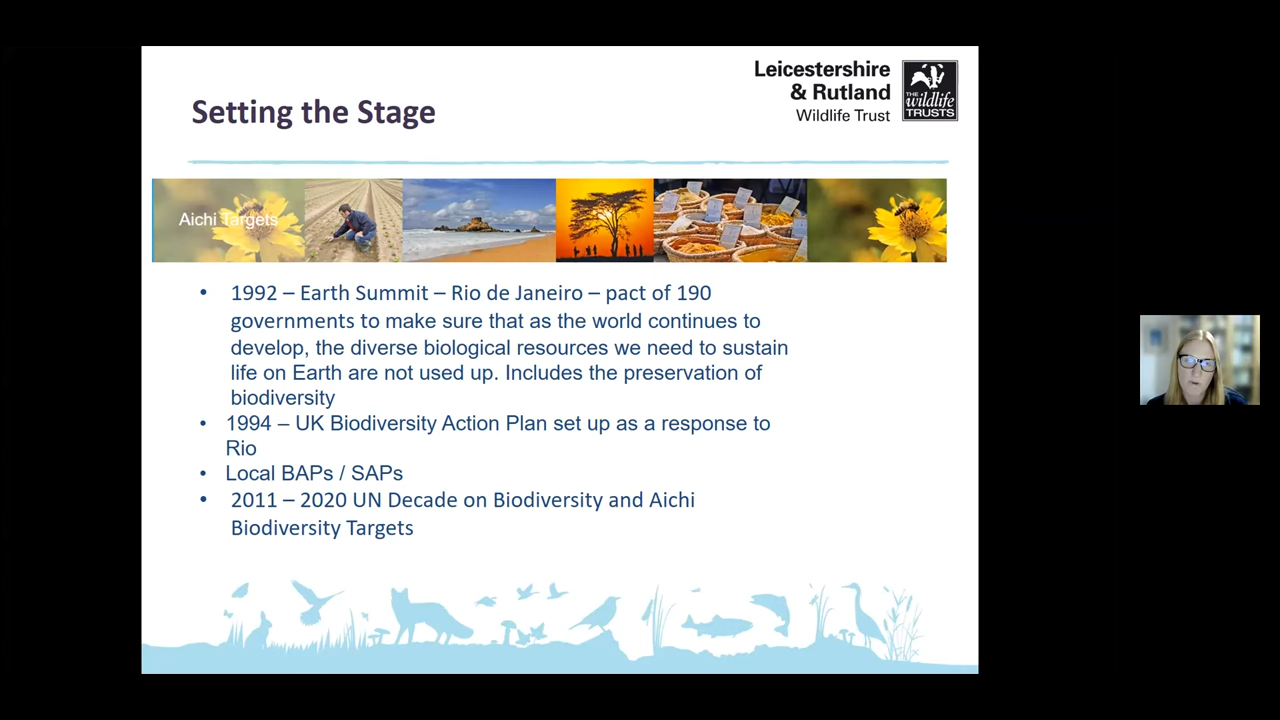 Leicestershire
& Rutland
Wildlife Trust
THE
wildlife
TRUSTS
Setting the Stage
Aichi Targets
• 1992 – Earth Summit – Rio de Janeiro – pact of 190
governments to make sure that as the world continues to
develop, the diverse biological resources we need to sustain
life on Earth are not used up. Includes the preservation of
biodiversity
• 1994 – UK Biodiversity Action Plan set up as a response to
Rio
• Local BAPs / SAPs
• 2011 – 2020 UN Decade on Biodiversity and Aichi
Biodiversity Targets